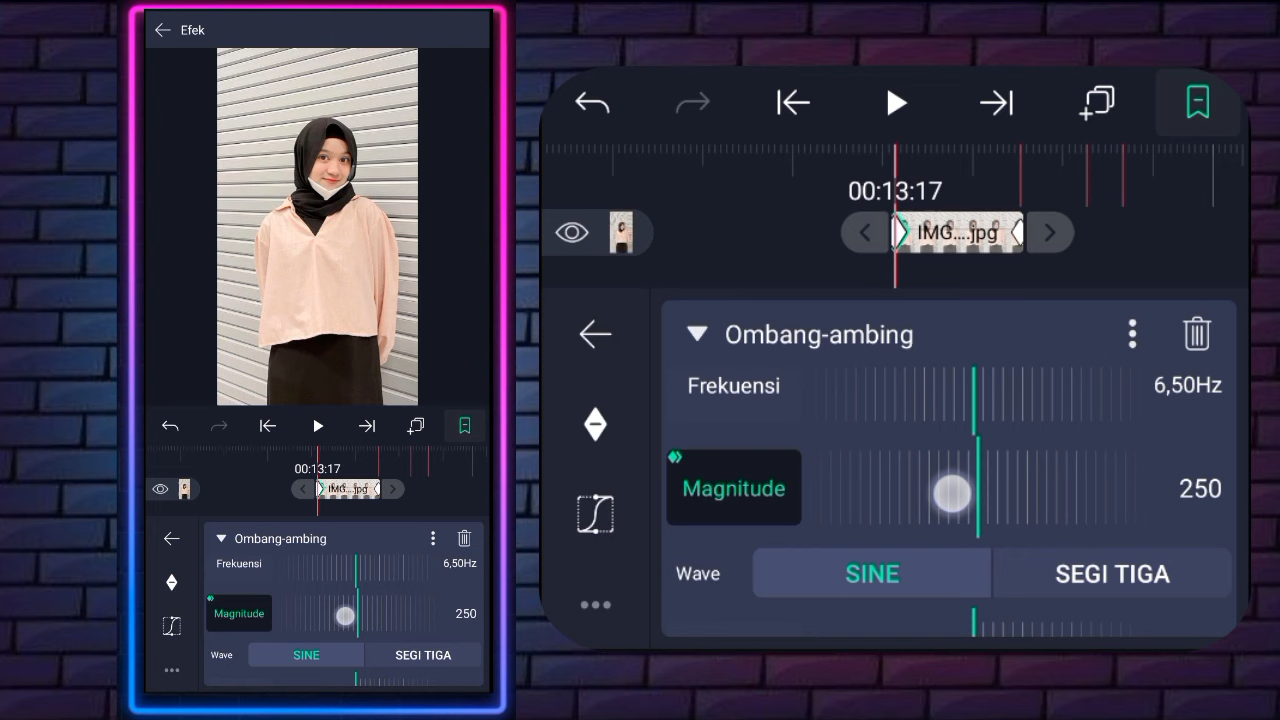 Efek
00:13:17
IMG....jpg
Ombang-ambing
Frekuensi
6,50Hz
Magnitude
250
Wave
SINE
SEGI TIGA
00:13:17
IMG....jpg
Ombang-ambing
Frekuensi
6,50Hz
Magnitude
250
Wave
SINE
SEGI TIGA